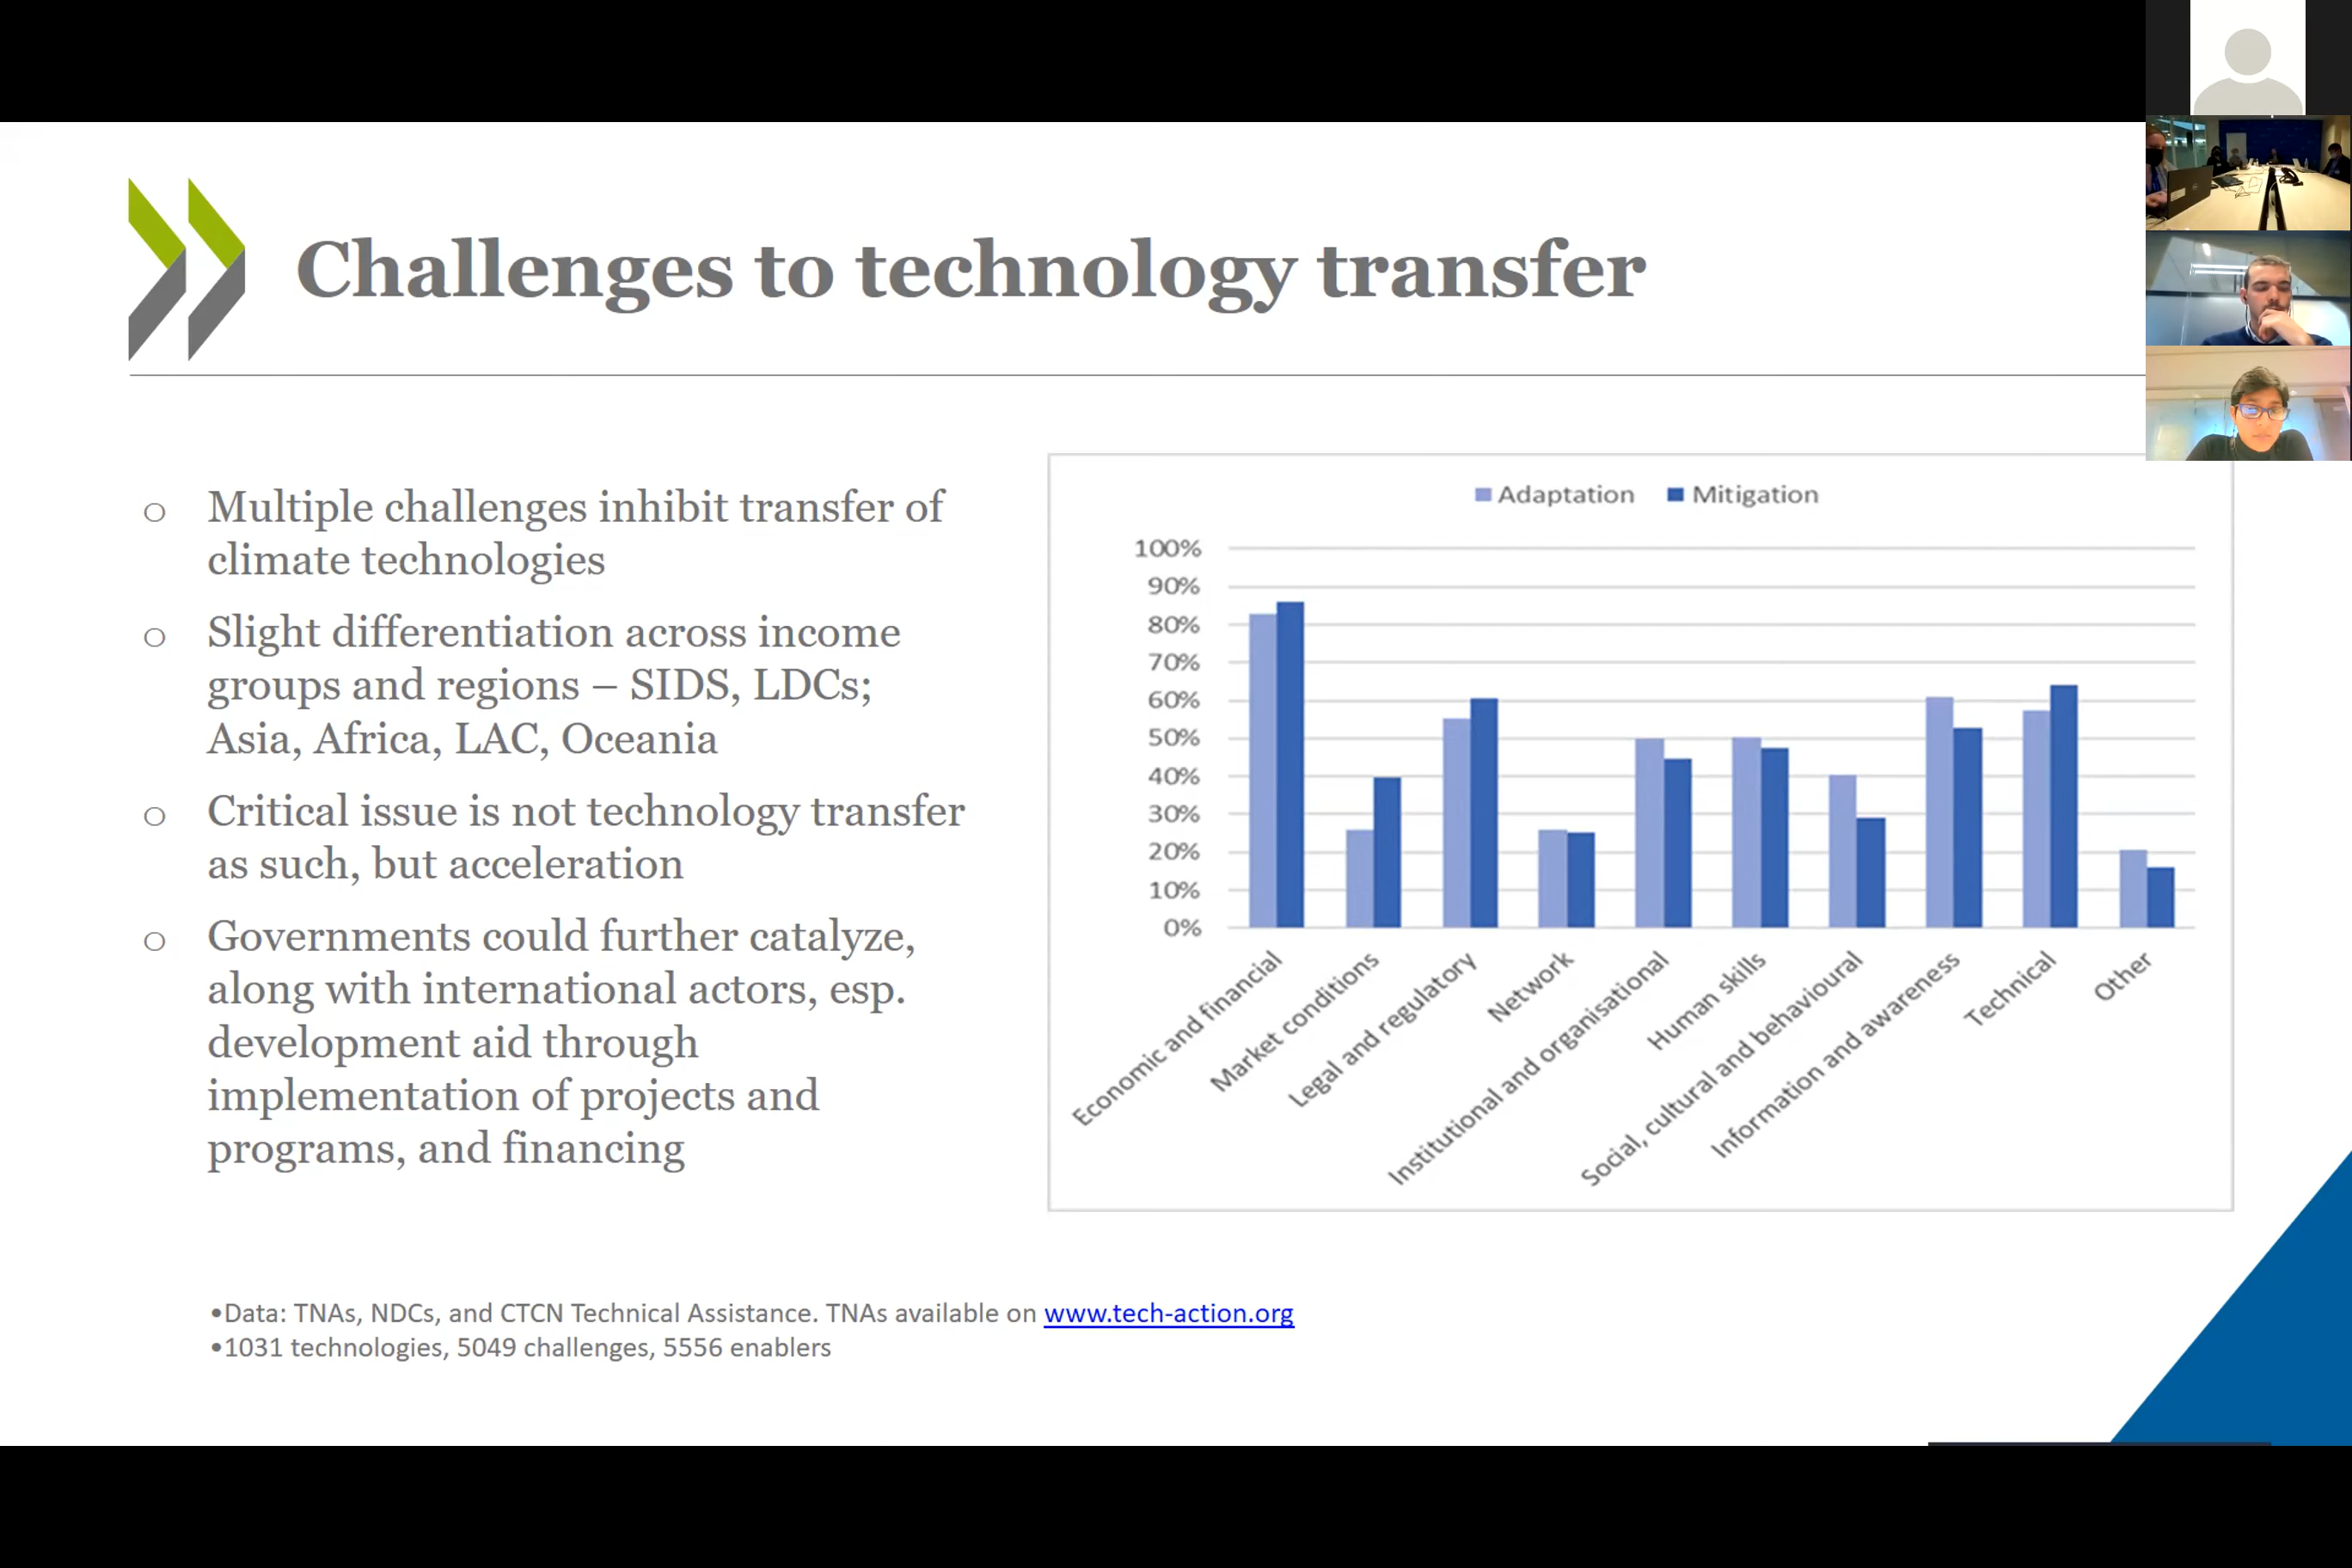 Challenges to technology transfer
Multiple challenges inhibit transfer of
climate technologies
Slight differentiation across income
groups and regions – SIDS, LDCs;
Asia, Africa, LAC, Oceania
Critical issue is not technology transfer
as such, but acceleration
Governments could further catalyze,
along with international actors, esp.
development aid through
implementation of projects and
programs, and financing
Adaptation Mitigation
100%
90%
80%
70%
60%
50%
40%
30%
20%
10%
0%
Economic and financial
Market conditions
Legal and regulatory
Network
Institutional and organisational
Human skills
Social, cultural and behavioural
Information and awareness
Technical
Other
•Data: TNAs, NDCs, and CTCN Technical Assistance. TNAs available on www.tech-action.org
•1031 technologies, 5049 challenges, 5556 enablers